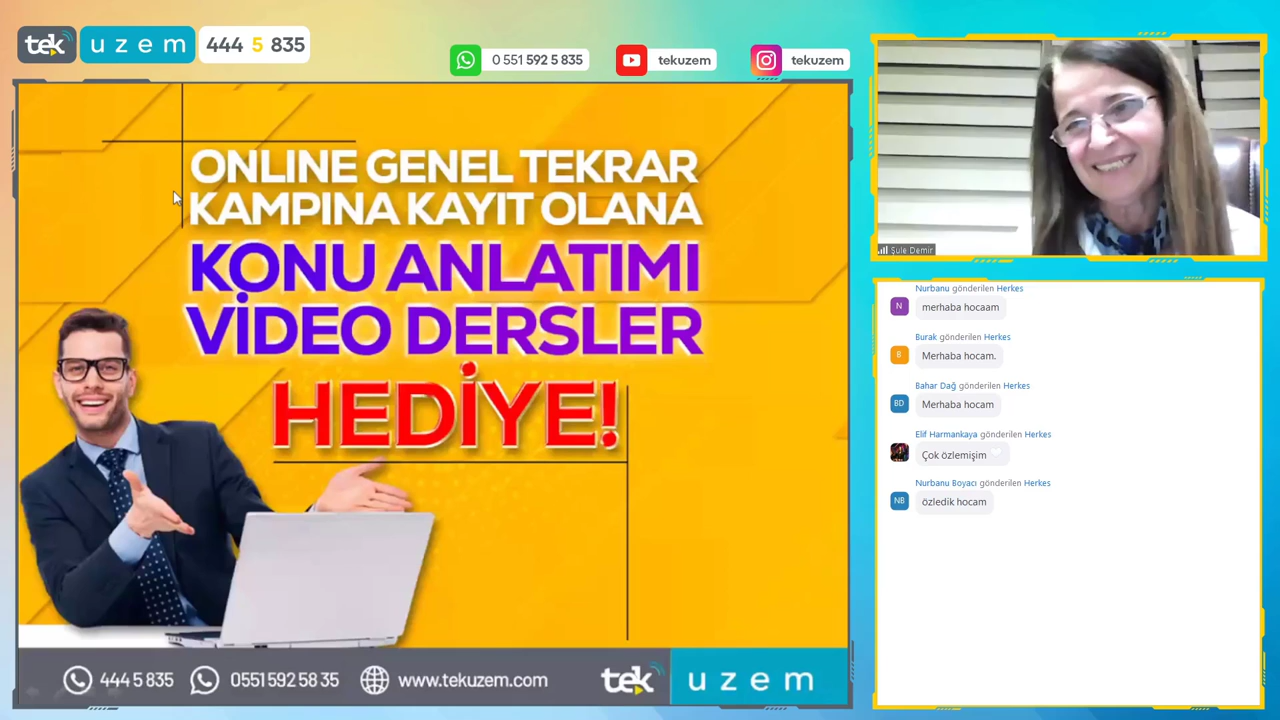 tek uzem 444 5 835
0 551 592 5 835
tekuzem
tekuzem
ONLINE GENEL TEKRAR
KAMPINA KAYIT OLANA
KONU ANLATIMI
VİDEO DERSLER
HEDİYE!
444 5 835
0551 592 58 35
www.tekuzem.com
tek uzem
Şule Demir
Nurbanu gönderilen Herkes
N
merhaba hocaam
Burak gönderilen Herkes
B
Merhaba hocam.
Bahar Dağ gönderilen Herkes
BD
Merhaba hocam
Elif Harmankaya gönderilen Herkes
Çok özlemişim
Nurbanu Boyacı gönderilen Herkes
NB
özledik hocam